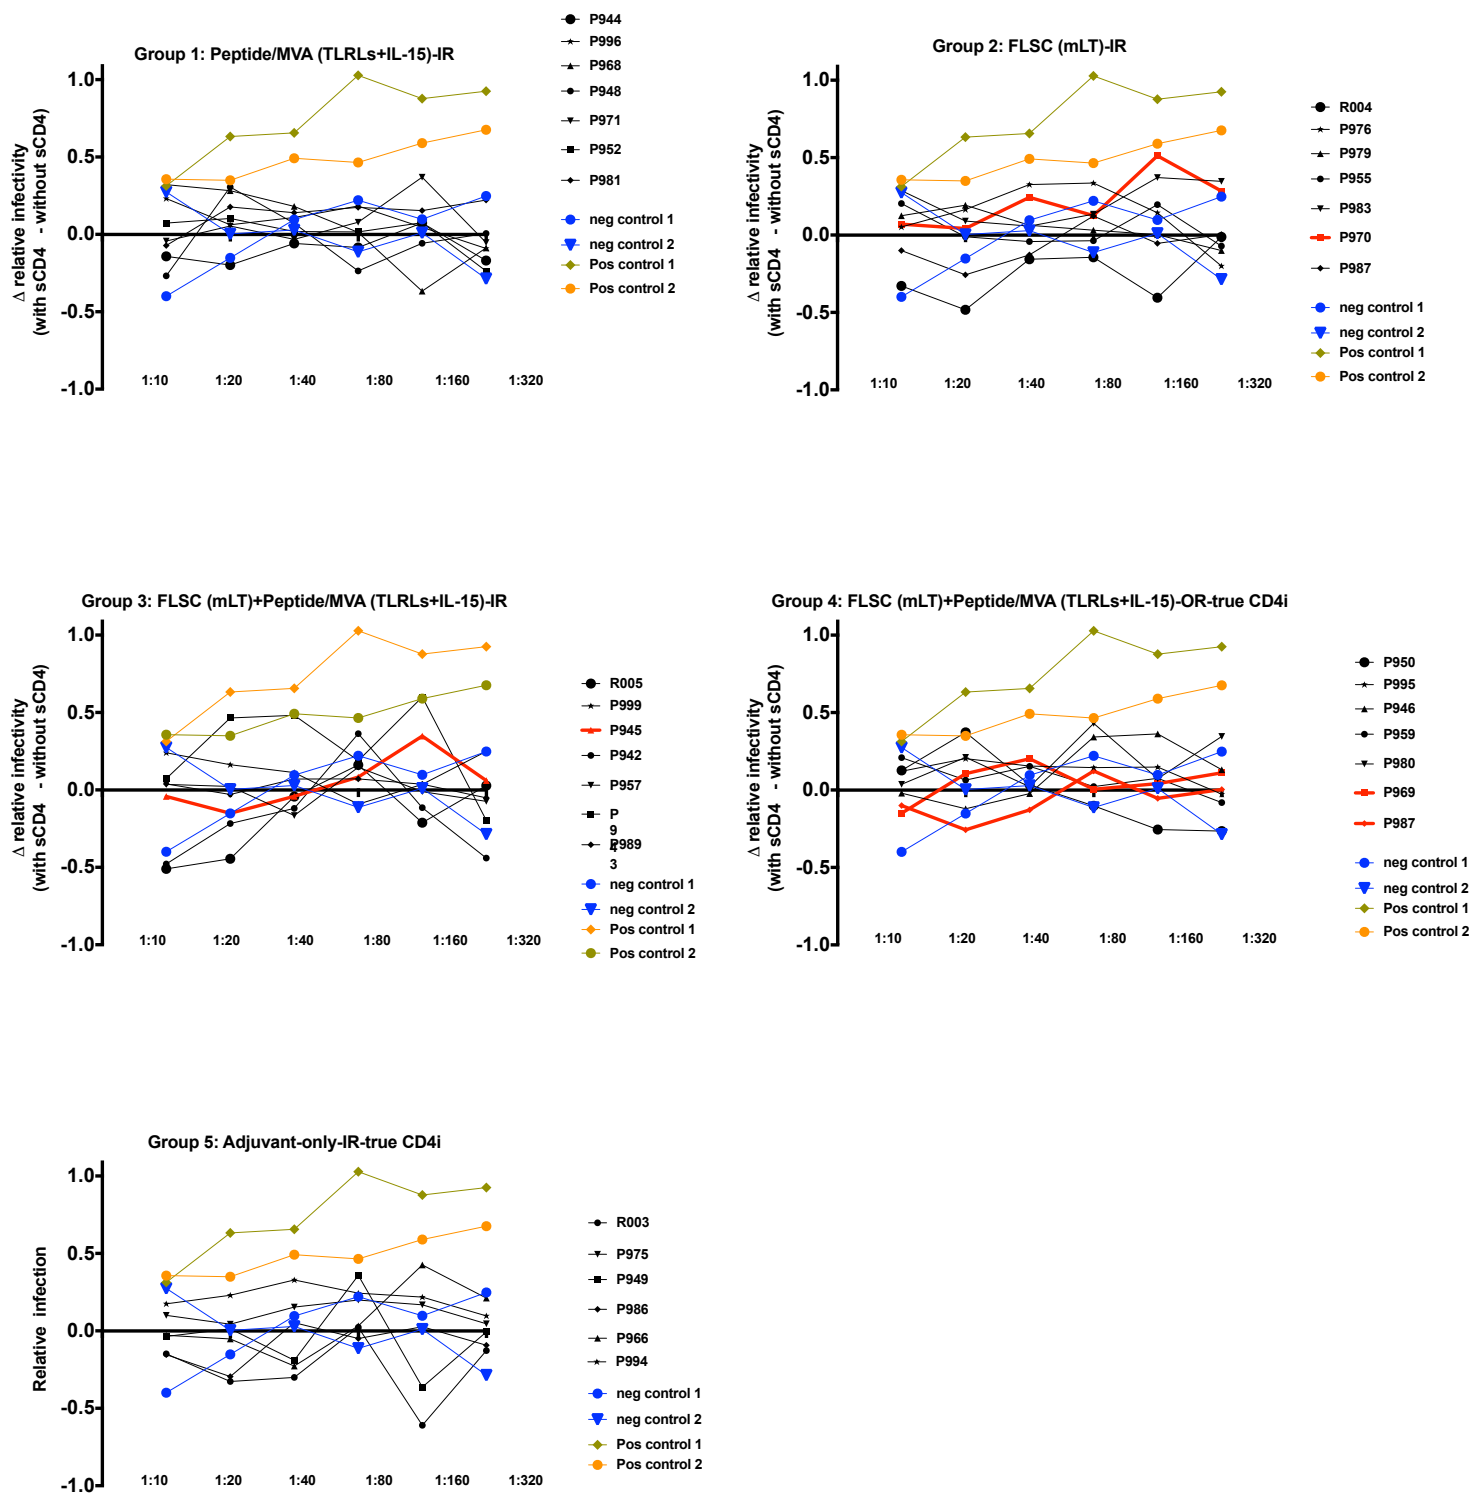 Group 1: Peptide/MVA (TLRLs+IL-15)-IR
Δ relative infectivity
(with sCD4 - without sCD4)
1.0
0.5
0.0
-0.5
-1.0
1:10 1:20 1:40 1:80 1:160 1:320
P944
P996
P968
P948
P971
P952
P981
neg control 1
neg control 2
Pos control 1
Pos control 2
Group 2: FLSC (mLT)-IR
Δ relative infectivity
(with sCD4 - without sCD4)
1.0
0.5
0.0
-0.5
-1.0
1:10 1:20 1:40 1:80 1:160 1:320
R004
P976
P979
P955
P983
P970
P987
neg control 1
neg control 2
Pos control 1
Pos control 2
Group 3: FLSC (mLT)+Peptide/MVA (TLRLs+IL-15)-IR
Δ relative infectivity
(with sCD4 - without sCD4)
1.0
0.5
0.0
-0.5
-1.0
1:10 1:20 1:40 1:80 1:160 1:320
R005
P999
P945
P942
P957
P
9
4
3
P989
neg control 1
neg control 2
Pos control 1
Pos control 2
Group 4: FLSC (mLT)+Peptide/MVA (TLRLs+IL-15)-OR-true CD4i
Δ relative infectivity
(with sCD4 - without sCD4)
1.0
0.5
0.0
-0.5
-1.0
1:10 1:20 1:40 1:80 1:160 1:320
P950
P995
P946
P959
P980
P969
P987
neg control 1
neg control 2
Pos control 1
Pos control 2
Group 5: Adjuvant-only-IR-true CD4i
Relative infection
1.0
0.5
0.0
-0.5
-1.0
1:10 1:20 1:40 1:80 1:160 1:320
R003
P975
P949
P986
P966
P994
neg control 1
neg control 2
Pos control 1
Pos control 2